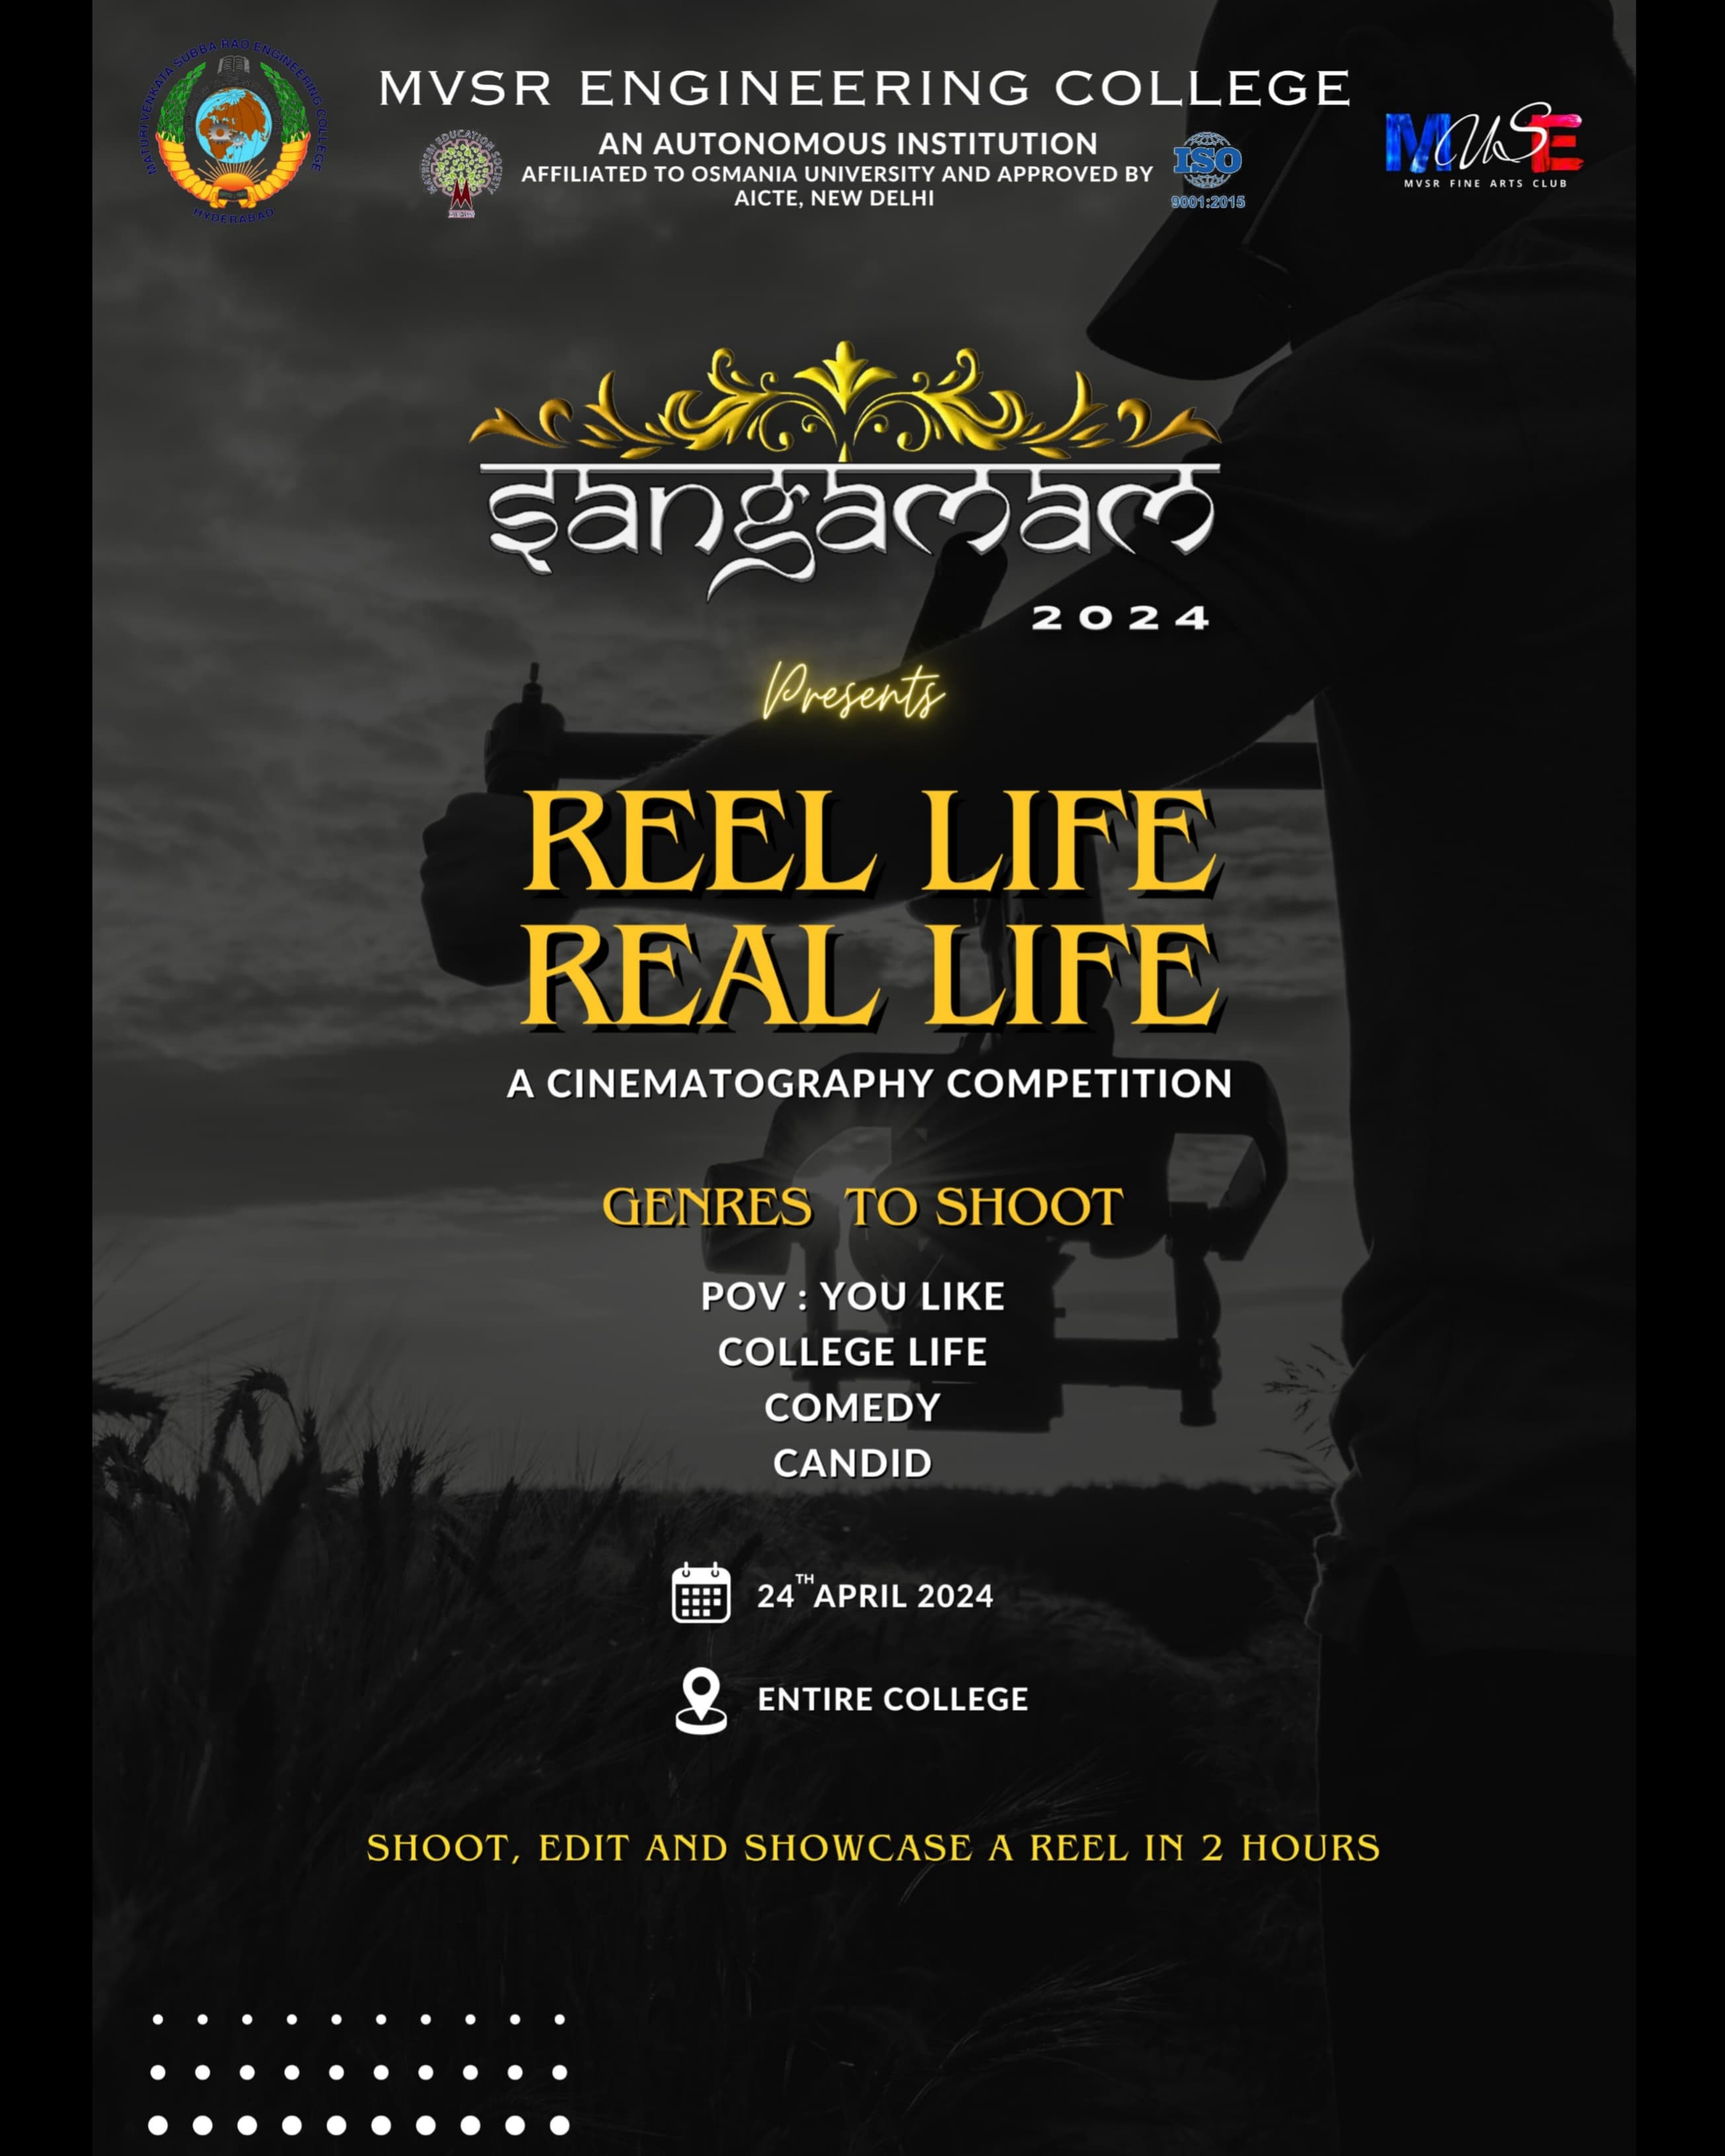 MATURI VENKATA SUBBA RAO ENGINEERING COLLEGE
HYDERABAD
MVSR ENGINEERING COLLEGE
AN AUTONOMOUS INSTITUTION
AFFILIATED TO OSMANIA UNIVERSITY AND APPROVED BY
AICTE, NEW DELHI
MATRUSRI EDUCATION SOCIETY
ISO
9001:2015
MUSE
MVSR FINE ARTS CLUB
Sangamam
2024
Presents
REEL LIFE
REAL LIFE
A CINEMATOGRAPHY COMPETITION
GENRES TO SHOOT
POV : YOU LIKE
COLLEGE LIFE
COMEDY
CANDID
24TH APRIL 2024
ENTIRE COLLEGE
SHOOT, EDIT AND SHOWCASE A REEL IN 2 HOURS